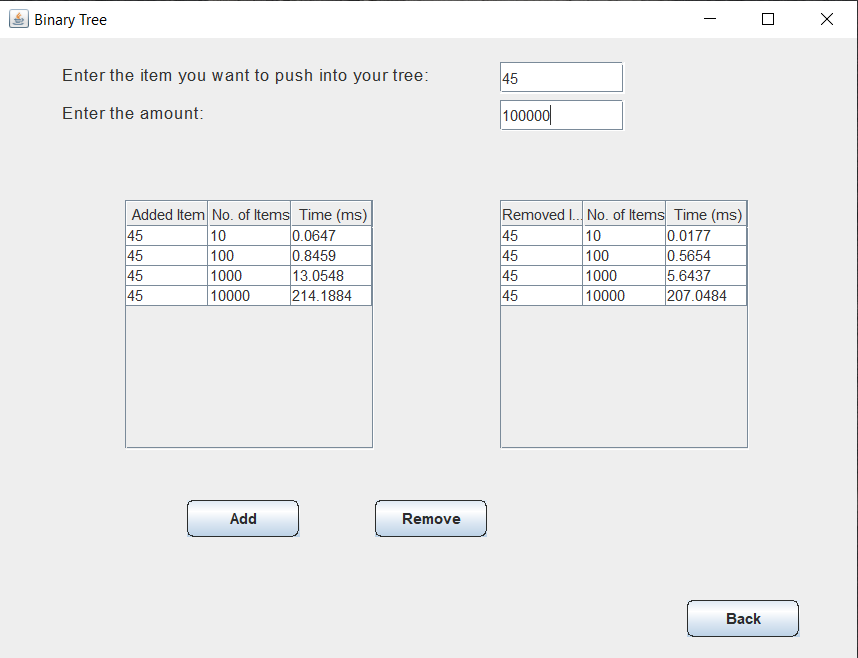 Binary Tree
Enter the item you want to push into your tree: 45
Enter the amount: 100000
Added Item No. of Items Time (ms)
45 10 0.0647
45 100 0.8459
45 1000 13.0548
45 10000 214.1884
Removed I... No. of Items Time (ms)
45 10 0.0177
45 100 0.5654
45 1000 5.6437
45 10000 207.0484
Add Remove
Back